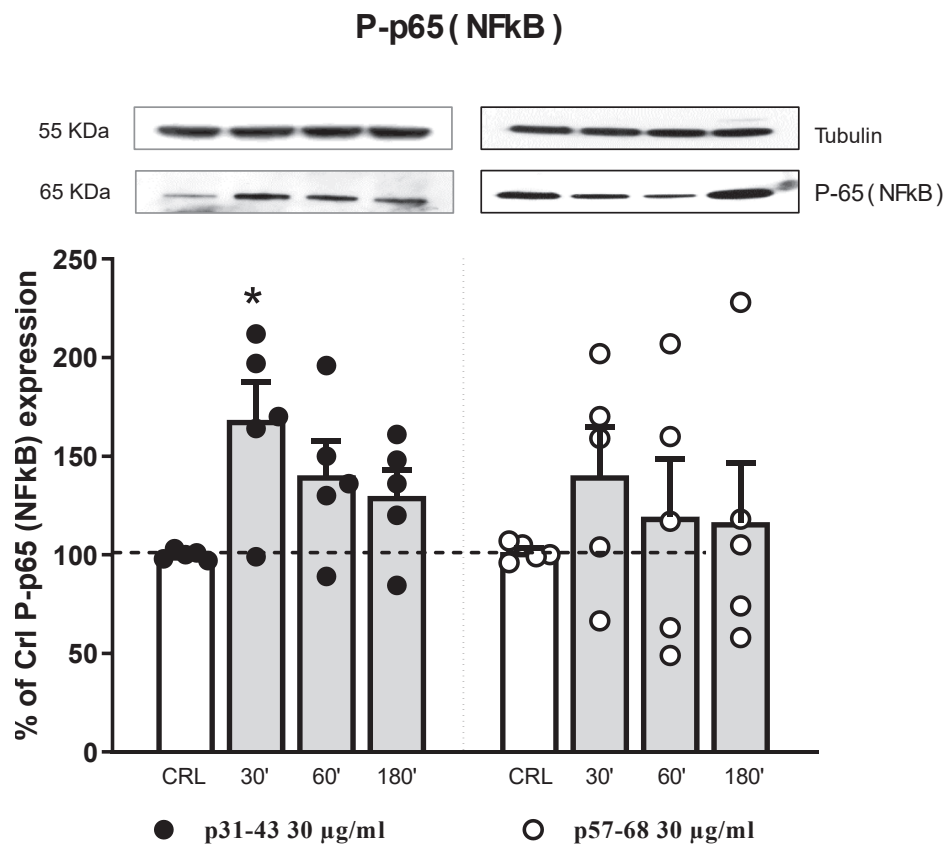 P-p65 ( NFkB )
55 KDa
Tubulin
65 KDa
P-65 ( NFkB)
% of Crl P-p65 (NFkB) expression
250
200
150
100
50
0
*
CRL 30' 60' 180' CRL 30' 60' 180'
p31-43 30 µg/ml p57-68 30 µg/ml